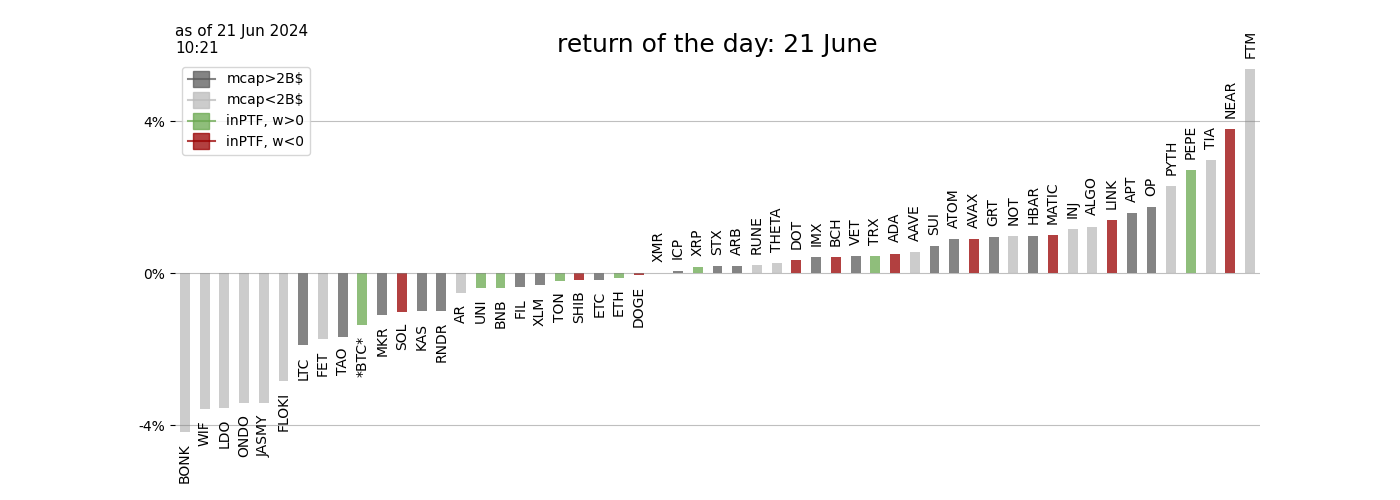 as of 21 Jun 2024
10:21
return of the day: 21 June
mcap>2B$
mcap<2B$
inPTF, w>0
inPTF, w<0
4%
0%
-4%
BONK
WIF
LDO
ONDO
JASMY
FLOKI
LTC
FET
TAO
*BTC*
MKR
SOL
KAS
RNDR
AR
UNI
BNB
FIL
XLM
TON
SHIB
ETC
ETH
DOGE
XMR
ICP
XRP
STX
ARB
RUNE
THETA
DOT
IMX
BCH
VET
TRX
ADA
AAVE
SUI
ATOM
AVAX
GRT
NOT
HBAR
MATIC
INJ
ALGO
LINK
APT
OP
PYTH
PEPE
TIA
NEAR
FTM